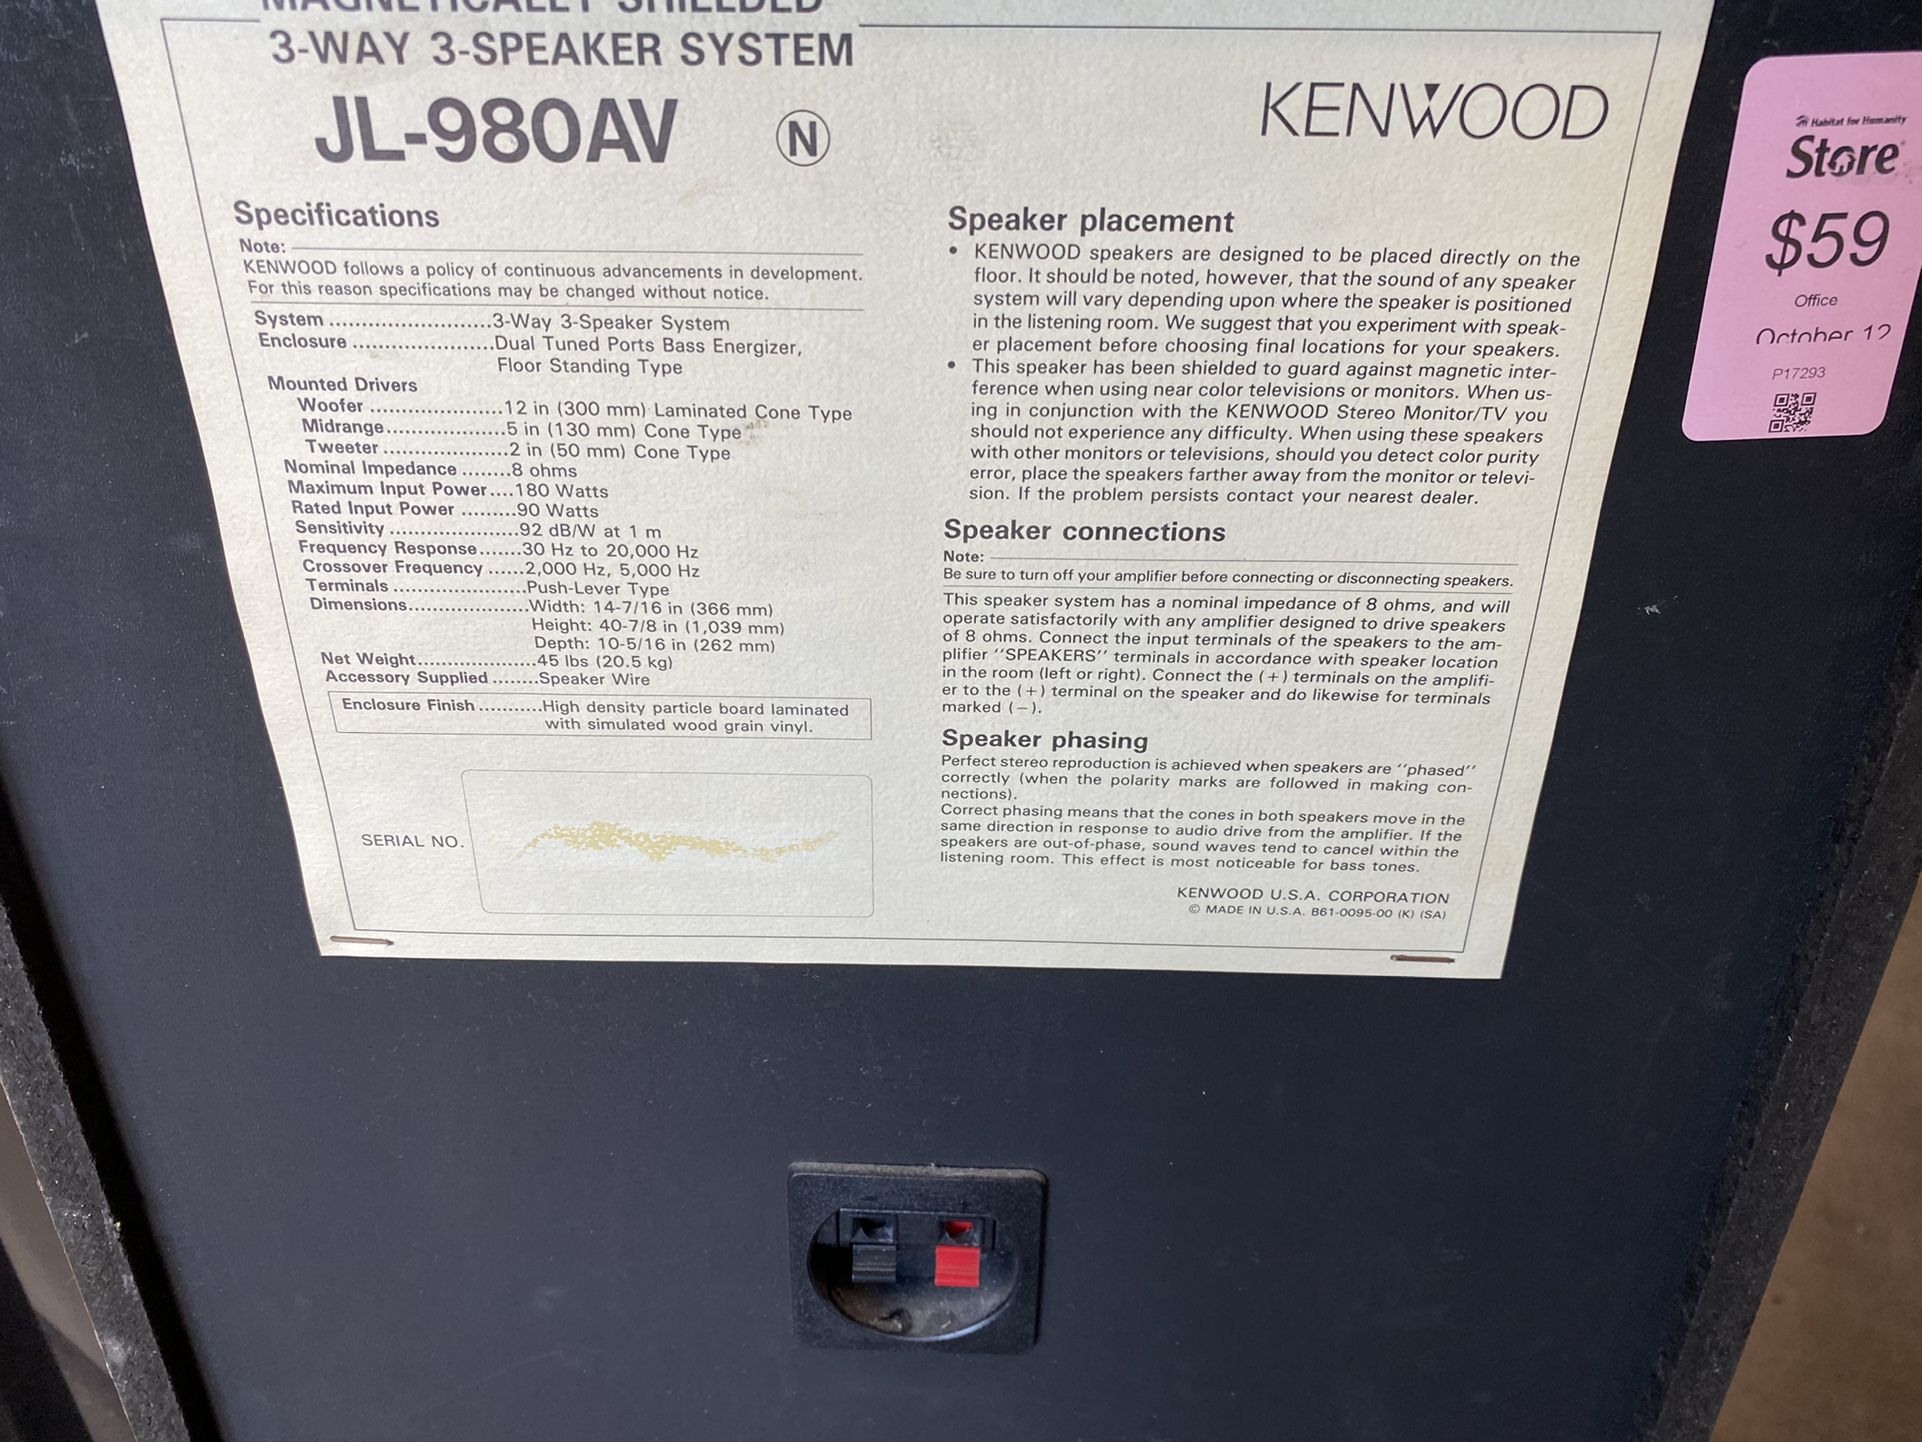 MAGNETICALLY SHIELDED
3-WAY 3-SPEAKER SYSTEM
JL-980AV
N
KENWOOD
Specifications
Note:
KENWOOD follows a policy of continuous advancements in development.
For this reason specifications may be changed without notice.
System .........................3-Way 3-Speaker System
Enclosure ......................Dual Tuned Ports Bass Energizer,
Floor Standing Type
Mounted Drivers
Woofer ....................12 in (300 mm) Laminated Cone Type
Midrange..................5 in (130 mm) Cone Type
Tweeter ...................2 in (50 mm) Cone Type
Nominal Impedance ........8 ohms
Maximum Input Power....180 Watts
Rated Input Power .........90 Watts
Sensitivity ....................92 dB/W at 1 m
Frequency Response.......30 Hz to 20,000 Hz
Crossover Frequency ......2,000 Hz, 5,000 Hz
Terminals .....................Push-Lever Type
Dimensions...................Width: 14-7/16 in (366 mm)
Height: 40-7/8 in (1,039 mm)
Depth: 10-5/16 in (262 mm)
Net Weight...................45 lbs (20.5 kg)
Accessory Supplied ........Speaker Wire
Enclosure Finish ...........High density particle board laminated
with simulated wood grain vinyl.
SERIAL NO.
Speaker placement
• KENWOOD speakers are designed to be placed directly on the
floor. It should be noted, however, that the sound of any speaker
system will vary depending upon where the speaker is positioned
in the listening room. We suggest that you experiment with speak-
er placement before choosing final locations for your speakers.
• This speaker has been shielded to guard against magnetic inter-
ference when using near color televisions or monitors. When us-
ing in conjunction with the KENWOOD Stereo Monitor/TV you
should not experience any difficulty. When using these speakers
with other monitors or televisions, should you detect color purity
error, place the speakers farther away from the monitor or televi-
sion. If the problem persists contact your nearest dealer.
Speaker connections
Note:
Be sure to turn off your amplifier before connecting or disconnecting speakers.
This speaker system has a nominal impedance of 8 ohms, and will
operate satisfactorily with any amplifier designed to drive speakers
of 8 ohms. Connect the input terminals of the speakers to the am-
plifier ''SPEAKERS'' terminals in accordance with speaker location
in the room (left or right). Connect the (+) terminals on the amplifi-
er to the (+) terminal on the speaker and do likewise for terminals
marked (−).
Speaker phasing
Perfect stereo reproduction is achieved when speakers are ''phased''
correctly (when the polarity marks are followed in making con-
nections).
Correct phasing means that the cones in both speakers move in the
same direction in response to audio drive from the amplifier. If the
speakers are out-of-phase, sound waves tend to cancel within the
listening room. This effect is most noticeable for bass tones.
KENWOOD U.S.A. CORPORATION
© MADE IN U.S.A. B61-0095-00 (K) (SA)
Habitat for Humanity
Store
$59
Office
October 12
P17293